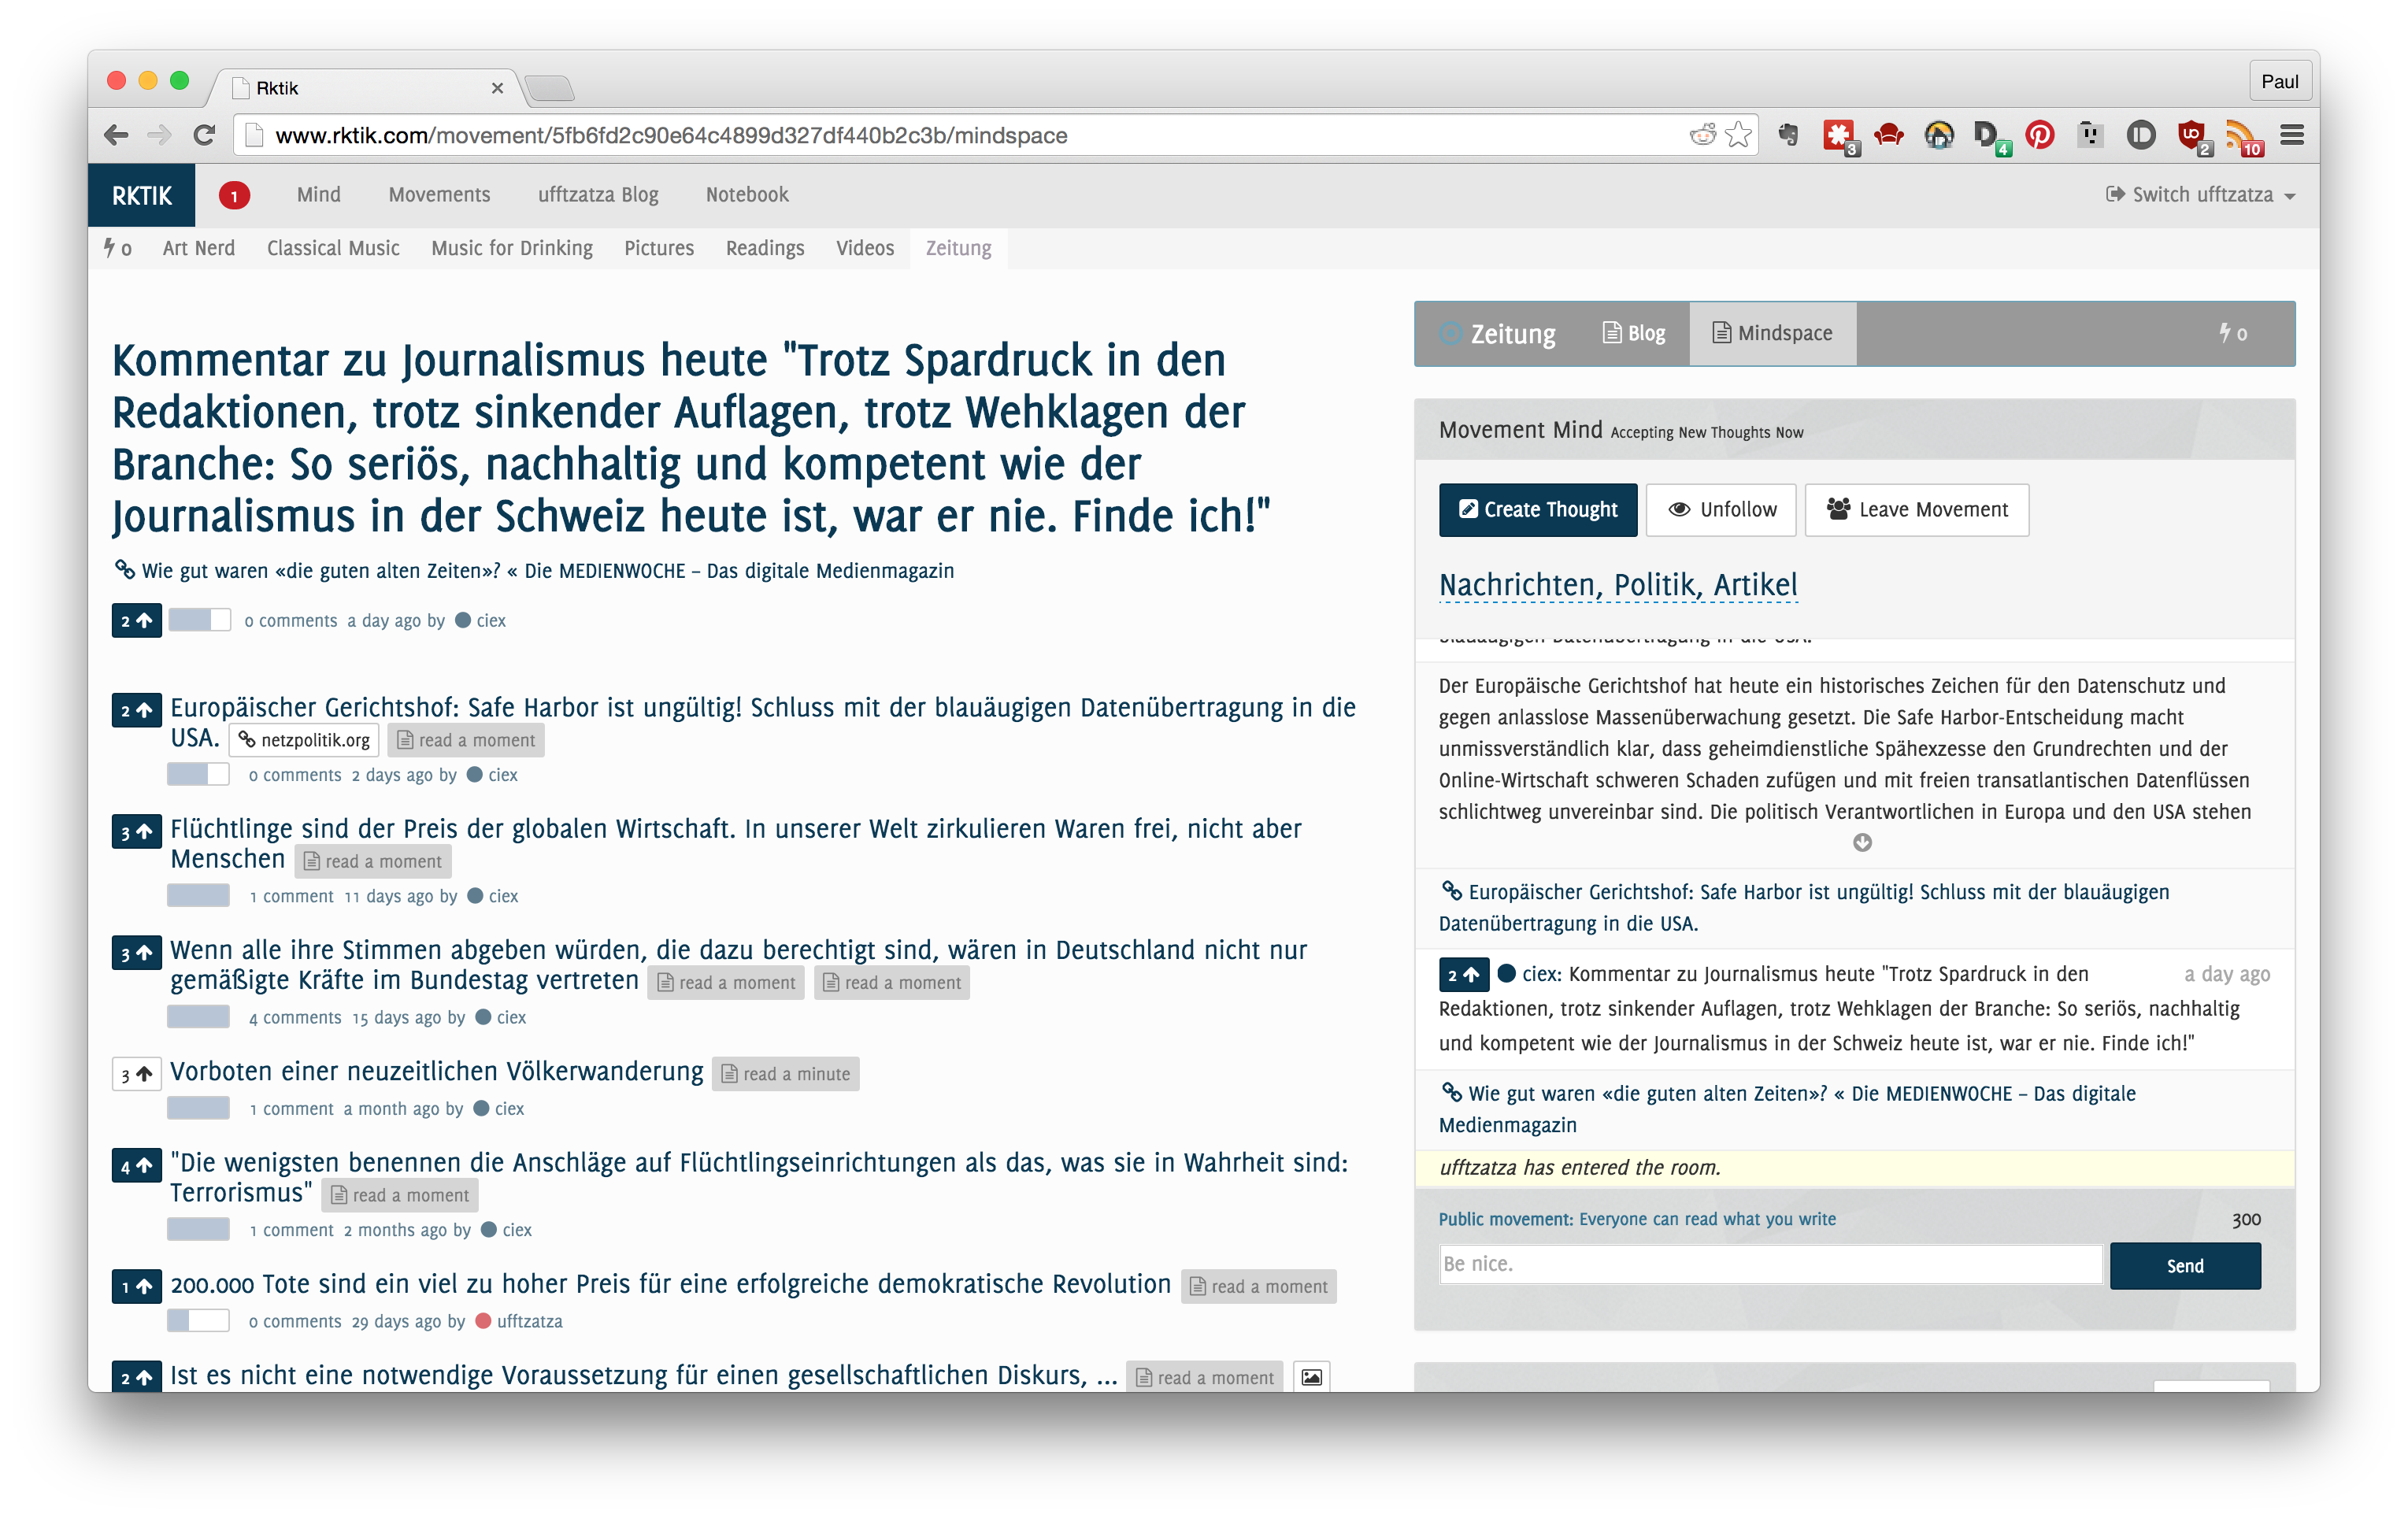 Rktik
Paul
www.rktik.com/movement/5fb6fd2c90e64c4899d327df440b2c3b/mindspace
3
4
2
10
RKTIK 1 Mind Movements ufftzatza Blog Notebook Switch ufftzatza
0 Art Nerd Classical Music Music for Drinking Pictures Readings Videos Zeitung
Kommentar zu Journalismus heute "Trotz Spardruck in den
Redaktionen, trotz sinkender Auflagen, trotz Wehklagen der
Branche: So seriös, nachhaltig und kompetent wie der
Journalismus in der Schweiz heute ist, war er nie. Finde ich!"
Wie gut waren «die guten alten Zeiten»? « Die MEDIENWOCHE – Das digitale Medienmagazin
2 0 comments a day ago by ciex
2 Europäischer Gerichtshof: Safe Harbor ist ungültig! Schluss mit der blauäugigen Datenübertragung in die
USA. netzpolitik.org read a moment
0 comments 2 days ago by ciex
3 Flüchtlinge sind der Preis der globalen Wirtschaft. In unserer Welt zirkulieren Waren frei, nicht aber
Menschen read a moment
1 comment 11 days ago by ciex
3 Wenn alle ihre Stimmen abgeben würden, die dazu berechtigt sind, wären in Deutschland nicht nur
gemäßigte Kräfte im Bundestag vertreten read a moment read a moment
4 comments 15 days ago by ciex
3 Vorboten einer neuzeitlichen Völkerwanderung read a minute
1 comment a month ago by ciex
4 "Die wenigsten benennen die Anschläge auf Flüchtlingseinrichtungen als das, was sie in Wahrheit sind:
Terrorismus" read a moment
1 comment 2 months ago by ciex
1 200.000 Tote sind ein viel zu hoher Preis für eine erfolgreiche demokratische Revolution read a moment
0 comments 29 days ago by ufftzatza
2 Ist es nicht eine notwendige Voraussetzung für einen gesellschaftlichen Diskurs, ... read a moment
Zeitung Blog Mindspace 0
Movement Mind Accepting New Thoughts Now
Create Thought Unfollow Leave Movement
Nachrichten, Politik, Artikel
blauäugigen Datenübertragung in die USA.
Der Europäische Gerichtshof hat heute ein historisches Zeichen für den Datenschutz und
gegen anlasslose Massenüberwachung gesetzt. Die Safe Harbor-Entscheidung macht
unmissverständlich klar, dass geheimdienstliche Spähexzesse den Grundrechten und der
Online-Wirtschaft schweren Schaden zufügen und mit freien transatlantischen Datenflüssen
schlichtweg unvereinbar sind. Die politisch Verantwortlichen in Europa und den USA stehen
Europäischer Gerichtshof: Safe Harbor ist ungültig! Schluss mit der blauäugigen
Datenübertragung in die USA.
2 ciex: Kommentar zu Journalismus heute "Trotz Spardruck in den a day ago
Redaktionen, trotz sinkender Auflagen, trotz Wehklagen der Branche: So seriös, nachhaltig
und kompetent wie der Journalismus in der Schweiz heute ist, war er nie. Finde ich!"
Wie gut waren «die guten alten Zeiten»? « Die MEDIENWOCHE – Das digitale
Medienmagazin
ufftzatza has entered the room.
Public movement: Everyone can read what you write 300
Be nice. Send